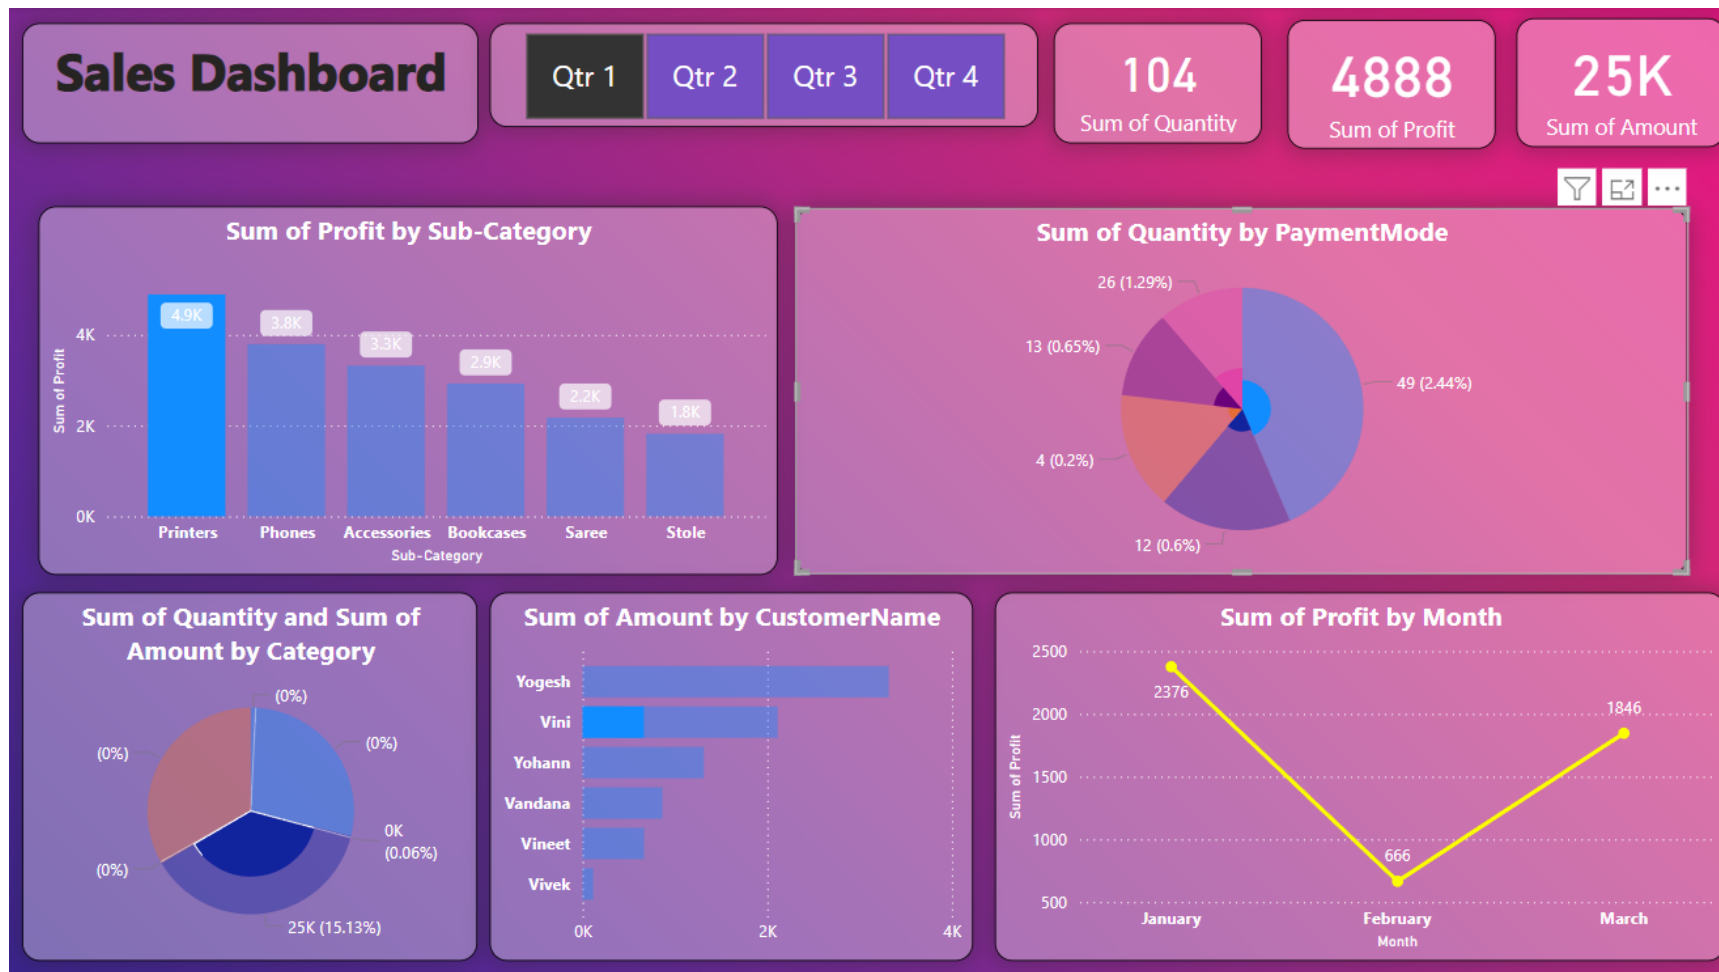 Sales Dashboard
Qtr 1
Qtr 2
Qtr 3
Qtr 4
104
Sum of Quantity
4888
Sum of Profit
25K
Sum of Amount
Sum of Profit by Sub-Category
Sum of Profit
4K
2K
0K
4.9K
3.8K
3.3K
2.9K
2.2K
1.8K
Printers
Phones
Accessories
Bookcases
Saree
Stole
Sub-Category
Sum of Quantity by PaymentMode
26 (1.29%)
13 (0.65%)
4 (0.2%)
12 (0.6%)
49 (2.44%)
Sum of Quantity and Sum of
Amount by Category
(0%)
(0%)
(0%)
0K
(0.06%)
(0%)
25K (15.13%)
Sum of Amount by CustomerName
Yogesh
Vini
Yohann
Vandana
Vineet
Vivek
0K
2K
4K
Sum of Profit by Month
Sum of Profit
2500
2000
1500
1000
500
2376
666
1846
January
February
March
Month